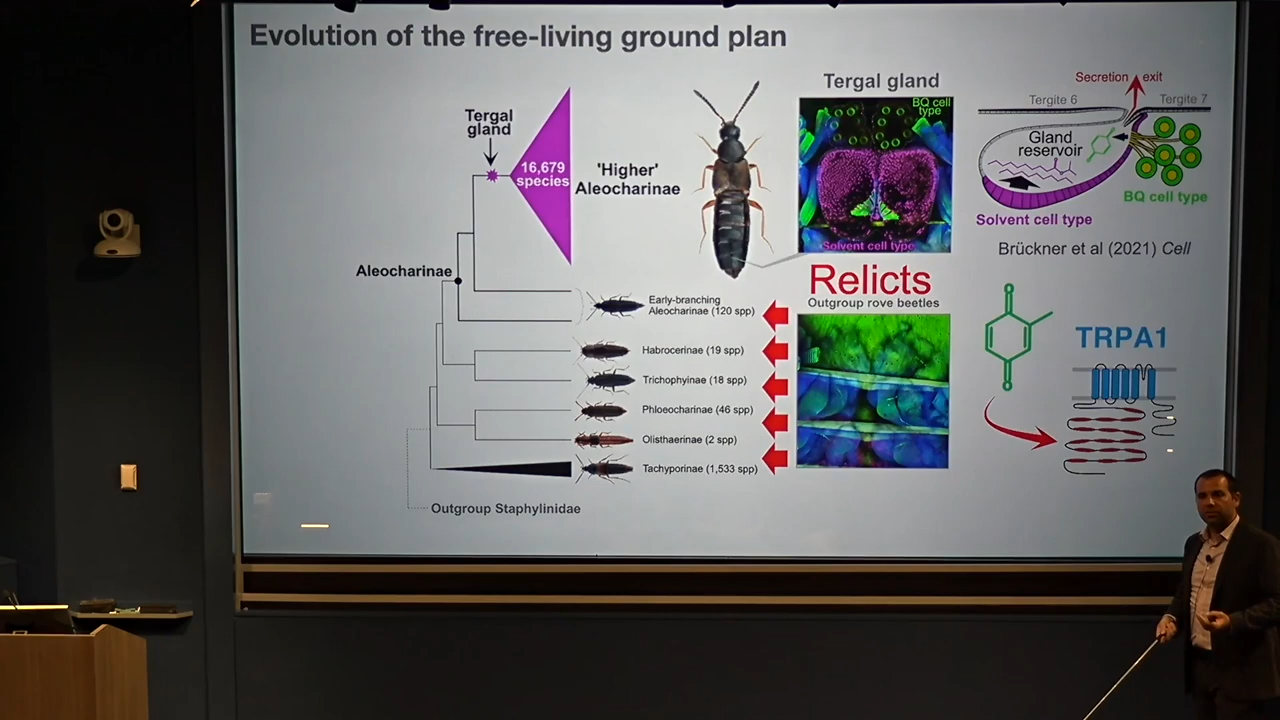 Evolution of the free-living ground plan
Tergal
gland
16,679
species
'Higher'
Aleocharinae
Aleocharinae
Early-branching
Aleocharinae (120 spp)
Habrocerinae (19 spp)
Trichophyinae (18 spp)
Phloeocharinae (46 spp)
Olisthaerinae (2 spp)
Tachyporinae (1,533 spp)
Outgroup Staphylinidae
Tergal gland
BQ cell
type
Solvent cell type
Relicts
Outgroup rove beetles
Secretion exit
Tergite 6
Tergite 7
Gland
reservoir
BQ cell type
Solvent cell type
Brückner et al (2021) Cell
TRPA1